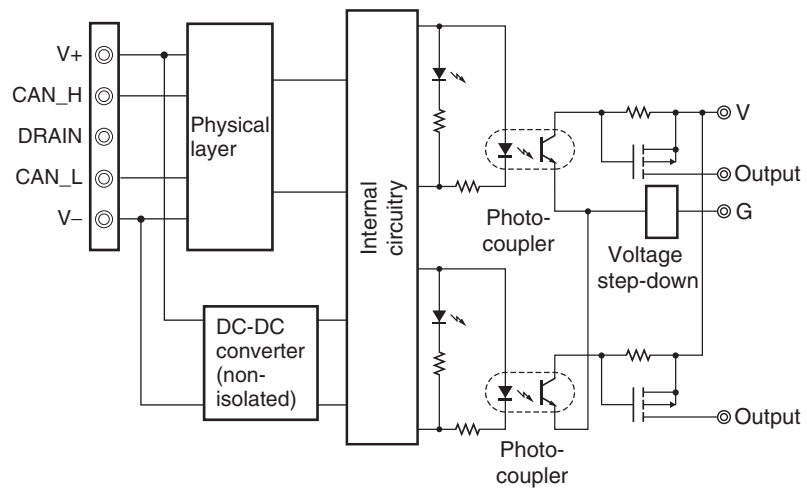 V+
CAN_H
DRAIN
CAN_L
V–
Physical
layer
DC-DC
converter
(non-
isolated)
Internal
circuitry
Photo-
coupler
V
Output
G
Voltage
step-down
Photo-
coupler
Output